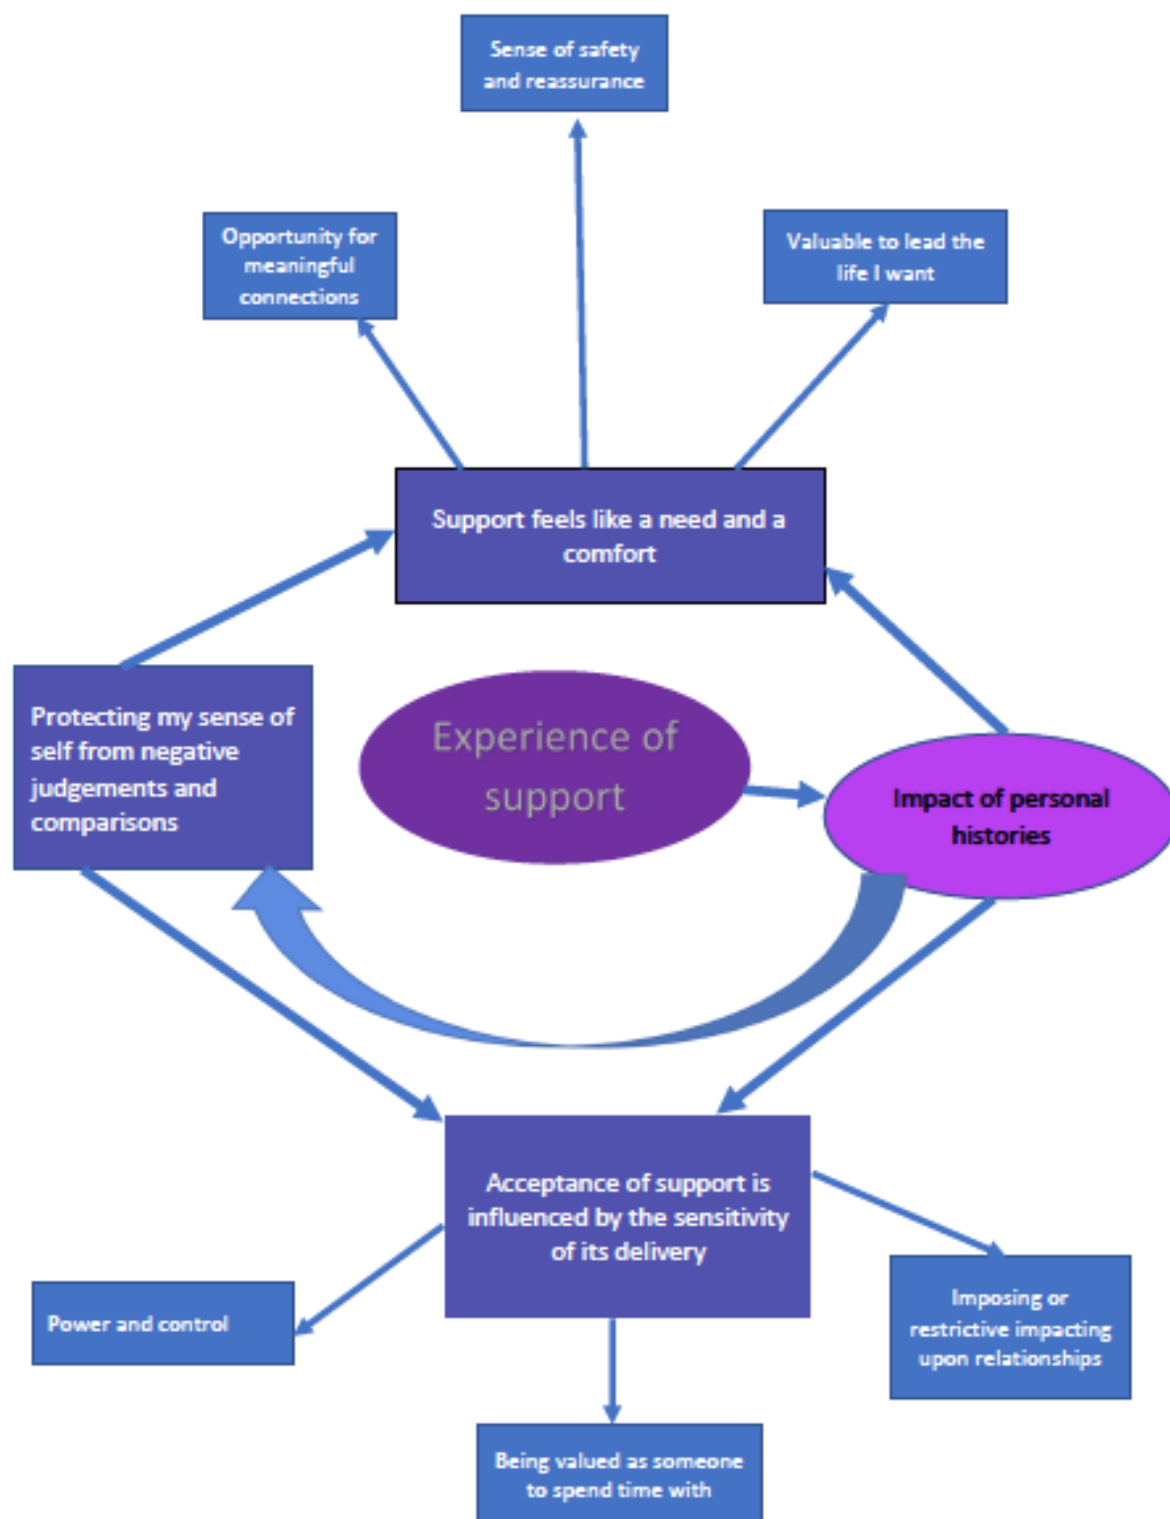 Sense of safety
and reassurance
Opportunity for
meaningful
connections
Valuable to lead the
life I want
Support feels like a need and a
comfort
Protecting my sense of
self from negative
judgements and
comparisons
Experience of
support
Impact of personal
histories
Acceptance of support is
influenced by the sensitivity
of its delivery
Power and control
Imposing or
restrictive impacting
upon relationships
Being valued as someone
to spend time with